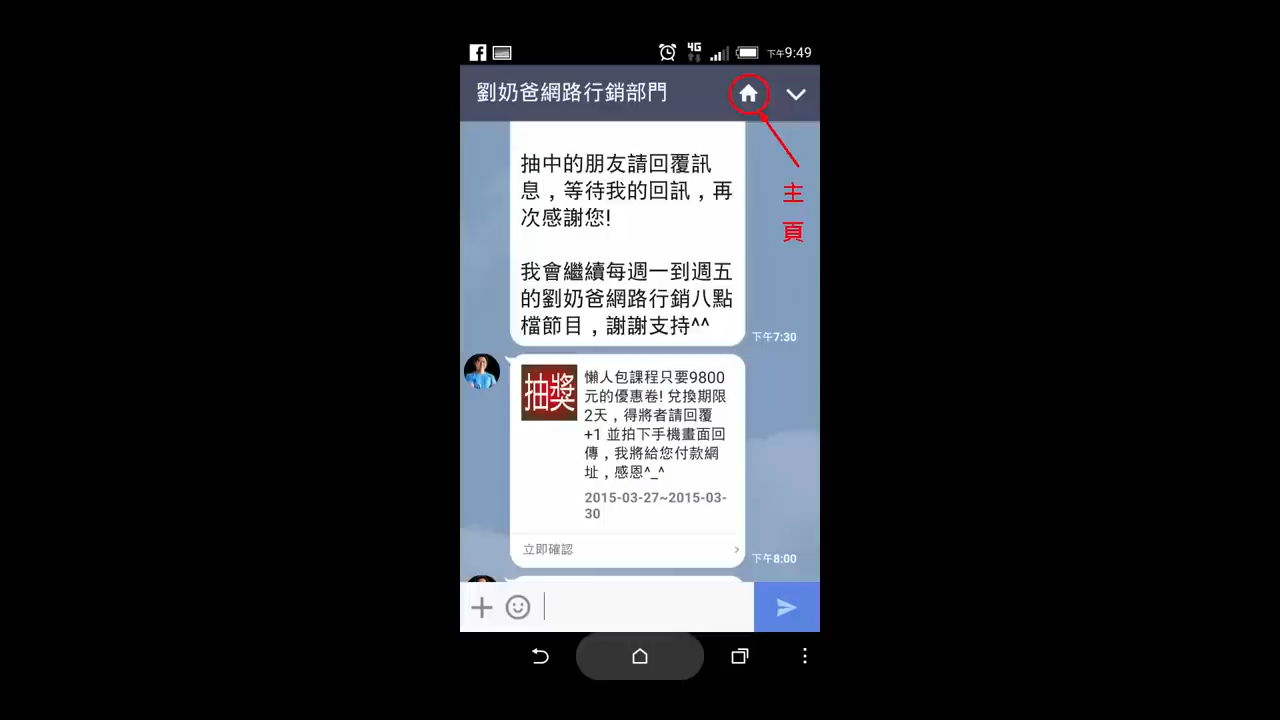 4G
下午9:49
劉奶爸網路行銷部門
主
頁
抽中的朋友請回覆訊
息，等待我的回訊，再
次感謝您!
我會繼續每週一到週五
的劉奶爸網路行銷八點
檔節目，謝謝支持^^
下午7:30
抽獎
懶人包課程只要9800
元的優惠卷! 兌換期限
2天，得將者請回覆
+1 並拍下手機畫面回
傳，我將給您付款網
址，感恩^_^
2015-03-27~2015-03-
30
立即確認
下午8:00